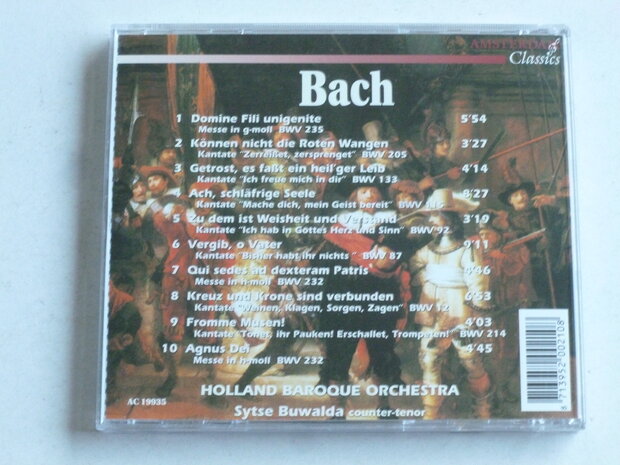 AMSTERDAM
Classics
Bach
1 Domine Fili unigenite 5'54
Messe in g-moll BWV 235
2 Können nicht die Roten Wangen 3'27
Kantate "Zerreißet, zersprenget" BWV 205
3 Getrost, es faßt ein heil'ger Leib 4'14
Kantate "Ich freue mich in dir" BWV 133
4 Ach, schläfrige Seele 8'27
Kantate "Mache dich, mein Geist bereit" BWV 115
5 Zu dem ist Weisheit und Verstand 3'19
Kantate "Ich hab in Gottes Herz und Sinn" BWV 92
6 Vergib, o Vater 9'11
Kantate "Bisher habt ihr nichts " BWV 87
7 Qui sedes ad dexteram Patris 4'46
Messe in h-moll BWV 232
8 Kreuz und Krone sind verbunden 6'53
Kantate "Weinen, Klagen, Sorgen, Zagen" BWV 12
9 Fromme Musen! 4'03
Kantate "Tönet, ihr Pauken! Erschallet, Trompeten!" BWV 214
10 Agnus Dei 4'45
Messe in h-moll BWV 232
HOLLAND BAROQUE ORCHESTRA
Sytse Buwalda counter-tenor
AC 19935
8 713952 002108